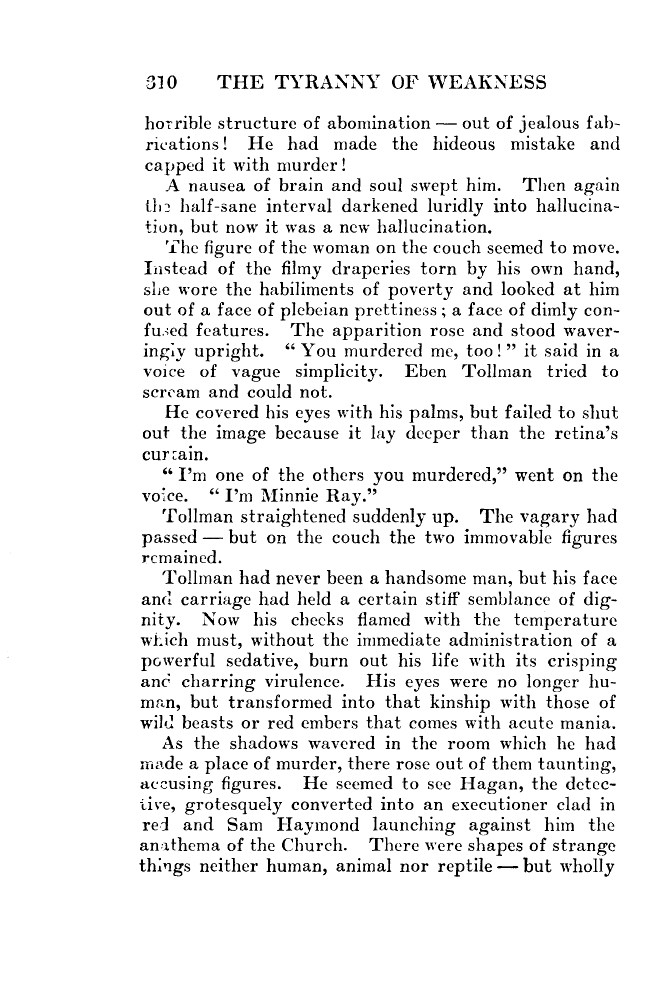 310 THE TYRANNY OF WEAKNESS
horrible structure of abomination — out of jealous fab-
rications! He had made the hideous mistake and
capped it with murder!
A nausea of brain and soul swept him. Then again
the half-sane interval darkened luridly into hallucina-
tion, but now it was a new hallucination.
The figure of the woman on the couch seemed to move.
Instead of the filmy draperies torn by his own hand,
she wore the habiliments of poverty and looked at him
out of a face of plebeian prettiness; a face of dimly con-
fused features. The apparition rose and stood waver-
ingly upright. “You murdered me, too!” it said in a
voice of vague simplicity. Eben Tollman tried to
scream and could not.
He covered his eyes with his palms, but failed to shut
out the image because it lay deeper than the retina’s
curtain.
“I’m one of the others you murdered,” went on the
voice. “I’m Minnie Ray.”
Tollman straightened suddenly up. The vagary had
passed — but on the couch the two immovable figures
remained.
Tollman had never been a handsome man, but his face
and carriage had held a certain stiff semblance of dig-
nity. Now his cheeks flamed with the temperature
which must, without the immediate administration of a
powerful sedative, burn out his life with its crisping
and charring virulence. His eyes were no longer hu-
man, but transformed into that kinship with those of
wild beasts or red embers that comes with acute mania.
As the shadows wavered in the room which he had
made a place of murder, there rose out of them taunting,
accusing figures. He seemed to see Hagan, the detec-
tive, grotesquely converted into an executioner clad in
red and Sam Haymond launching against him the
anathema of the Church. There were shapes of strange
things neither human, animal nor reptile — but wholly